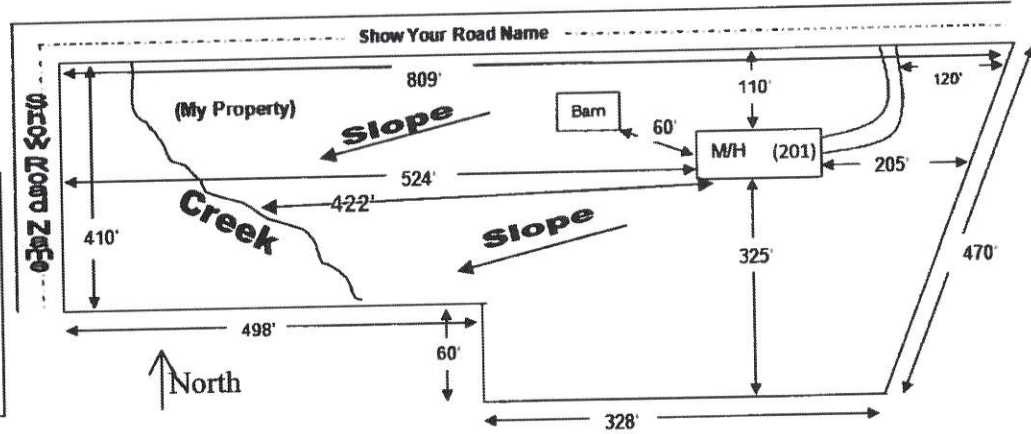 Show Your Road Name
Show Road Name
809'
110'
120'
(My Property)
Slope
Barn
60'
M/H (201)
205'
524'
422'
Creek
Slope
410'
325'
470'
498'
60'
North
328'